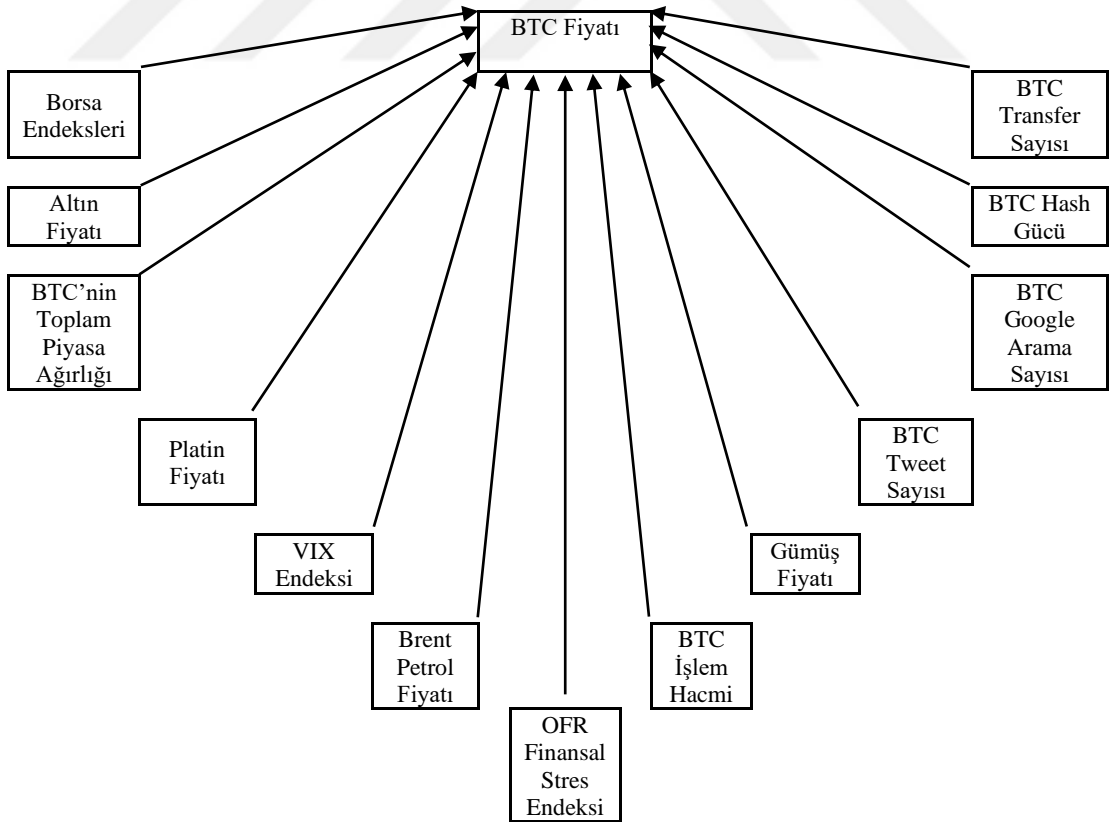 BTC Fiyatı
Borsa
Endeksleri
BTC
Transfer
Sayısı
Altın
Fiyatı
BTC Hash
Gücü
BTC’nin
Toplam
Piyasa
Ağırlığı
BTC
Google
Arama
Sayısı
Platin
Fiyatı
BTC
Tweet
Sayısı
VIX
Endeksi
Gümüş
Fiyatı
Brent
Petrol
Fiyatı
BTC
İşlem
Hacmi
OFR
Finansal
Stres
Endeksi